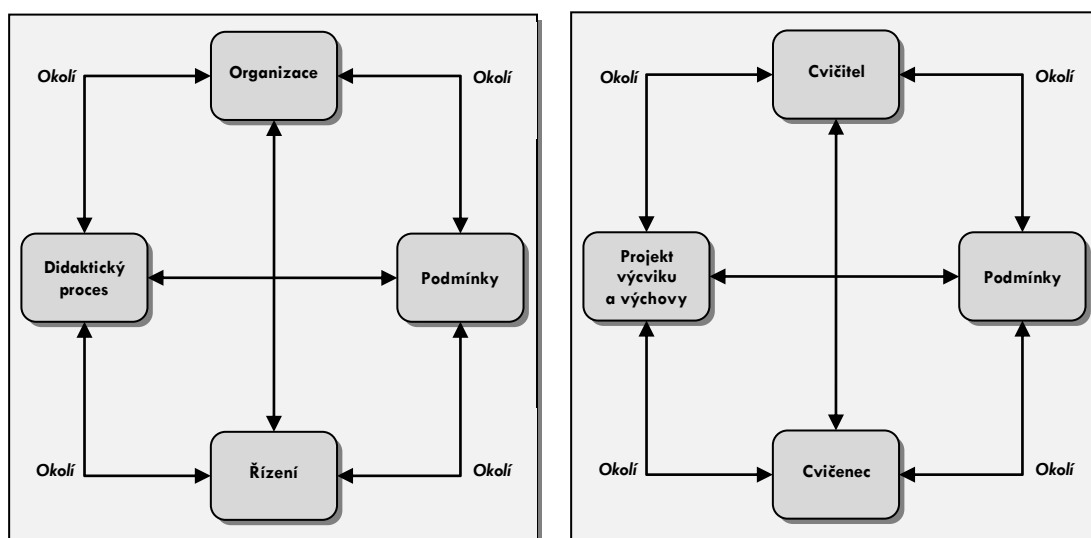 Organizace
Okolí
Okolí
Didaktický
proces
Podmínky
Řízení
Okolí
Okolí
Cvičitel
Okolí
Okolí
Projekt
výcviku
a výchovy
Podmínky
Cvičenec
Okolí
Okolí